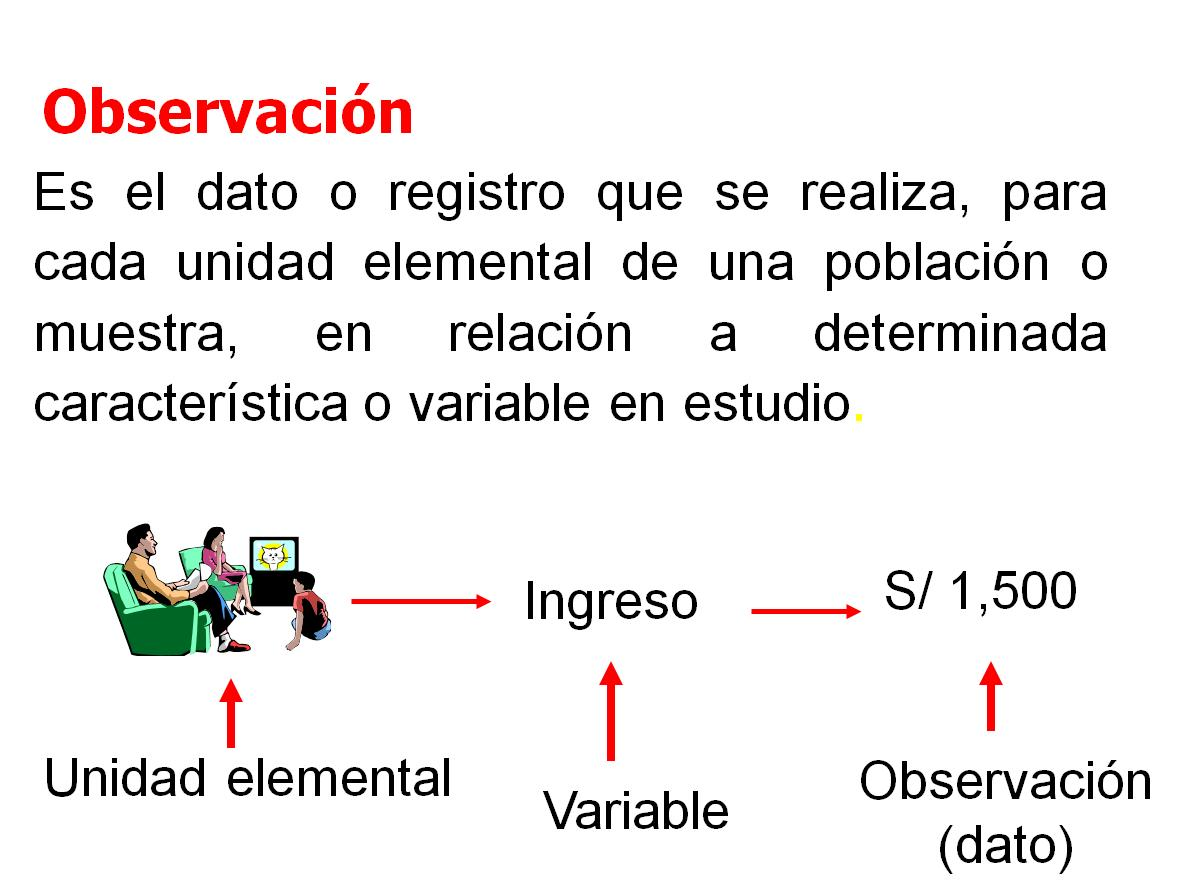 Observación
Es el dato o registro que se realiza, para
cada unidad elemental de una población o
muestra, en relación a determinada
característica o variable en estudio.
Ingreso
S/ 1,500
Unidad elemental
Variable
Observación
(dato)